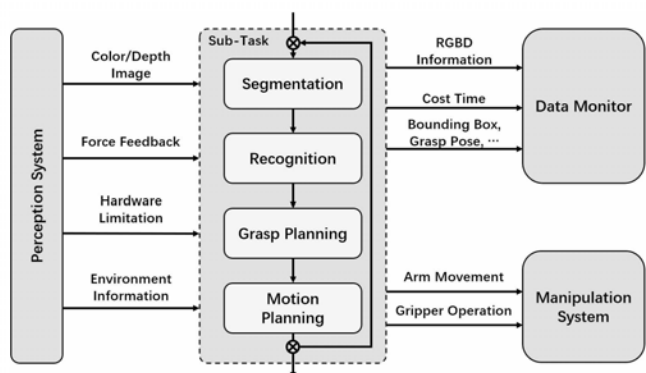 Perception System
Color/Depth
Image
Force Feedback
Hardware
Limitation
Environment
Information
Sub-Task
Segmentation
Recognition
Grasp Planning
Motion
Planning
RGBD
Information
Cost Time
Bounding Box,
Grasp Pose, ···
Arm Movement
Gripper Operation
Data Monitor
Manipulation
System